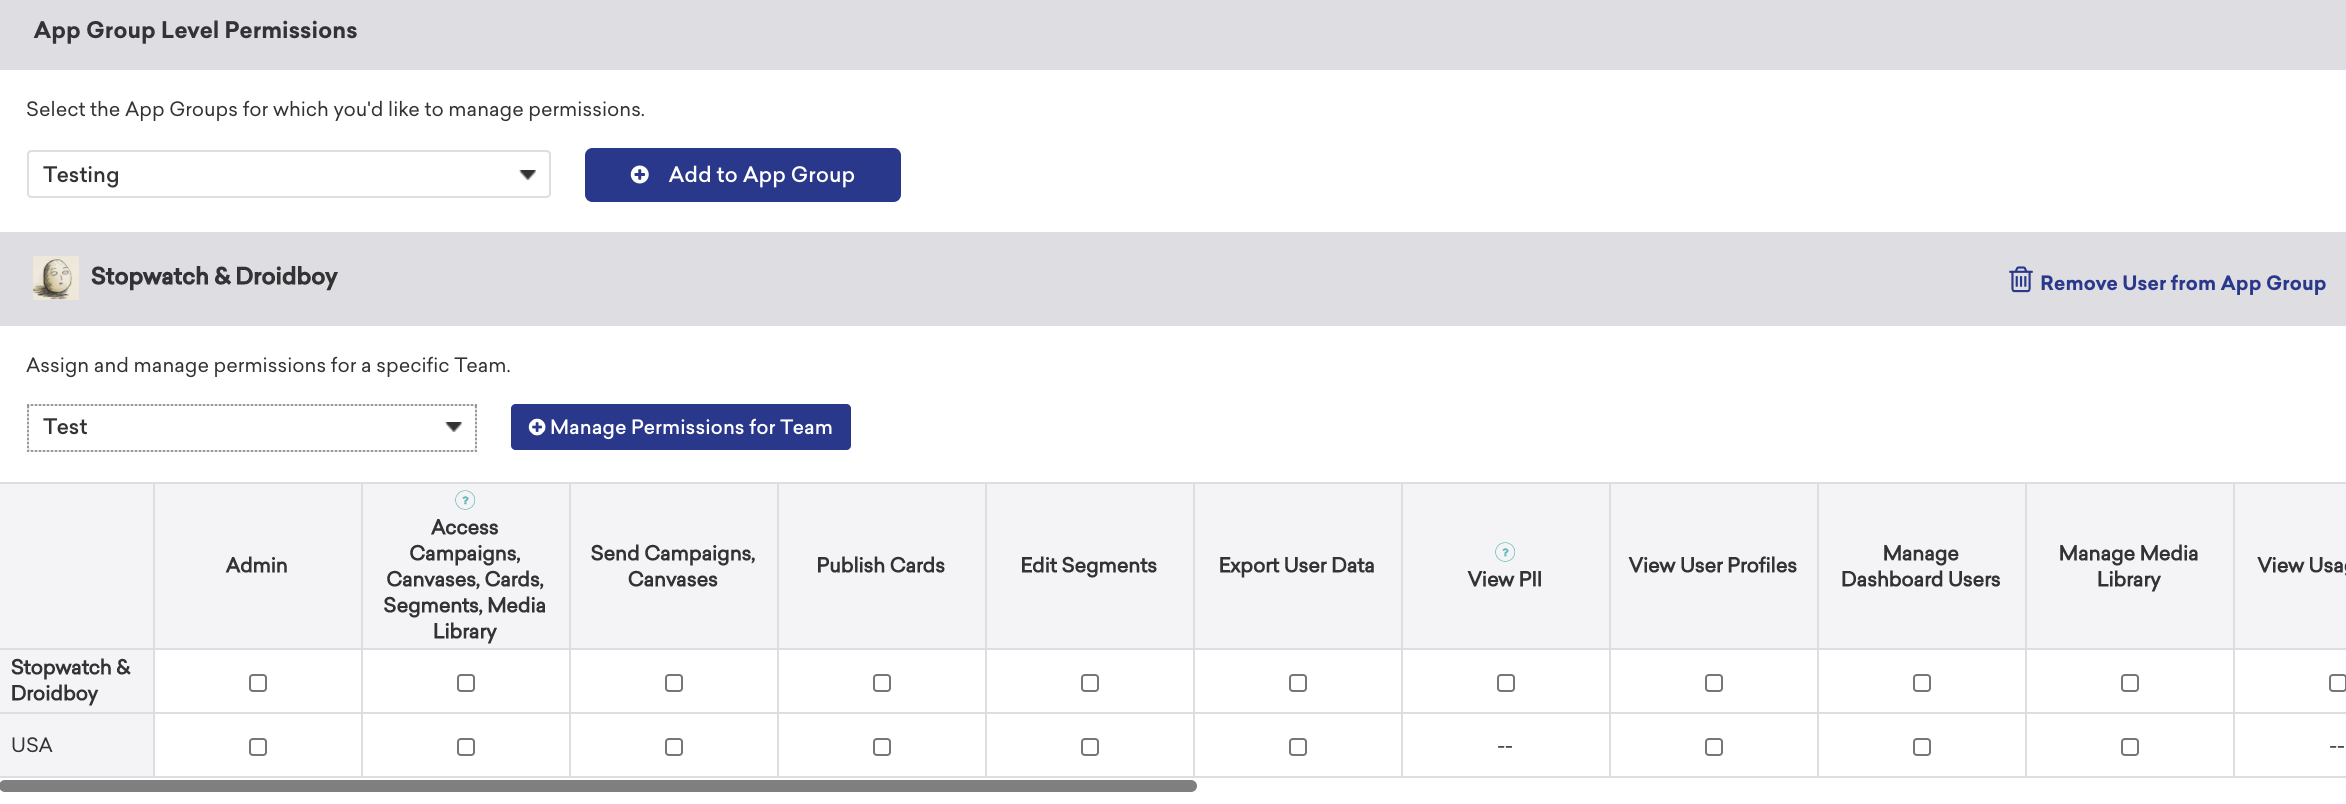 App Group Level Permissions
Select the App Groups for which you'd like to manage permissions.
Testing
Add to App Group
Stopwatch & Droidboy
Remove User from App Group
Assign and manage permissions for a specific Team.
Test
Manage Permissions for Team
Admin
?
Access
Campaigns,
Canvases, Cards,
Segments, Media
Library
Send Campaigns,
Canvases
Publish Cards
Edit Segments
Export User Data
?
View PII
View User Profiles
Manage
Dashboard Users
Manage Media
Library
View
Stopwatch &
Droidboy
USA
--
--